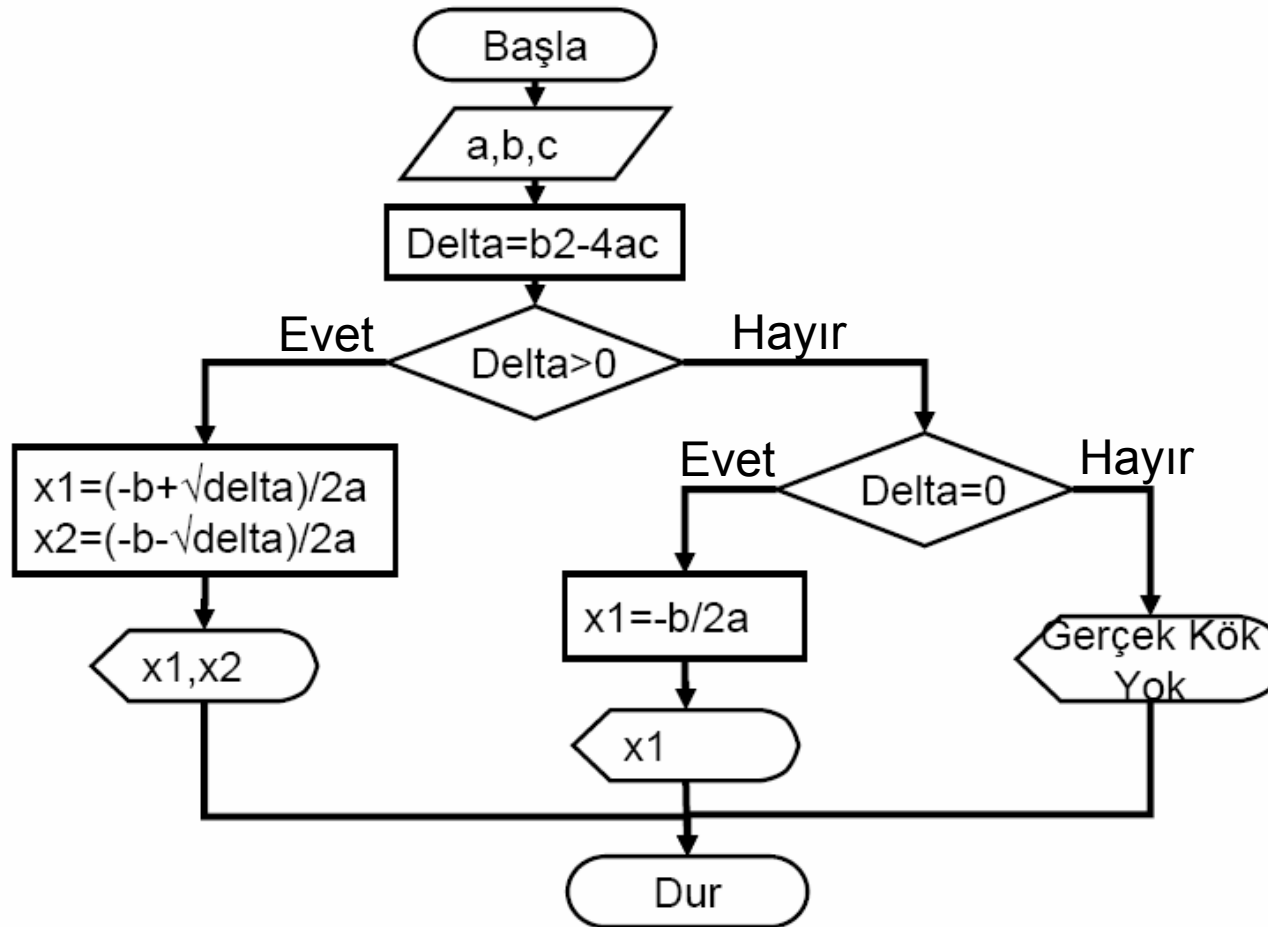 Başla
a,b,c
Delta=b2-4ac
Evet
Hayır
Delta>0
x1=(-b+√delta)/2a
x2=(-b-√delta)/2a
Evet
Hayır
Delta=0
x1=-b/2a
Gerçek Kök
Yok
x1,x2
x1
Dur